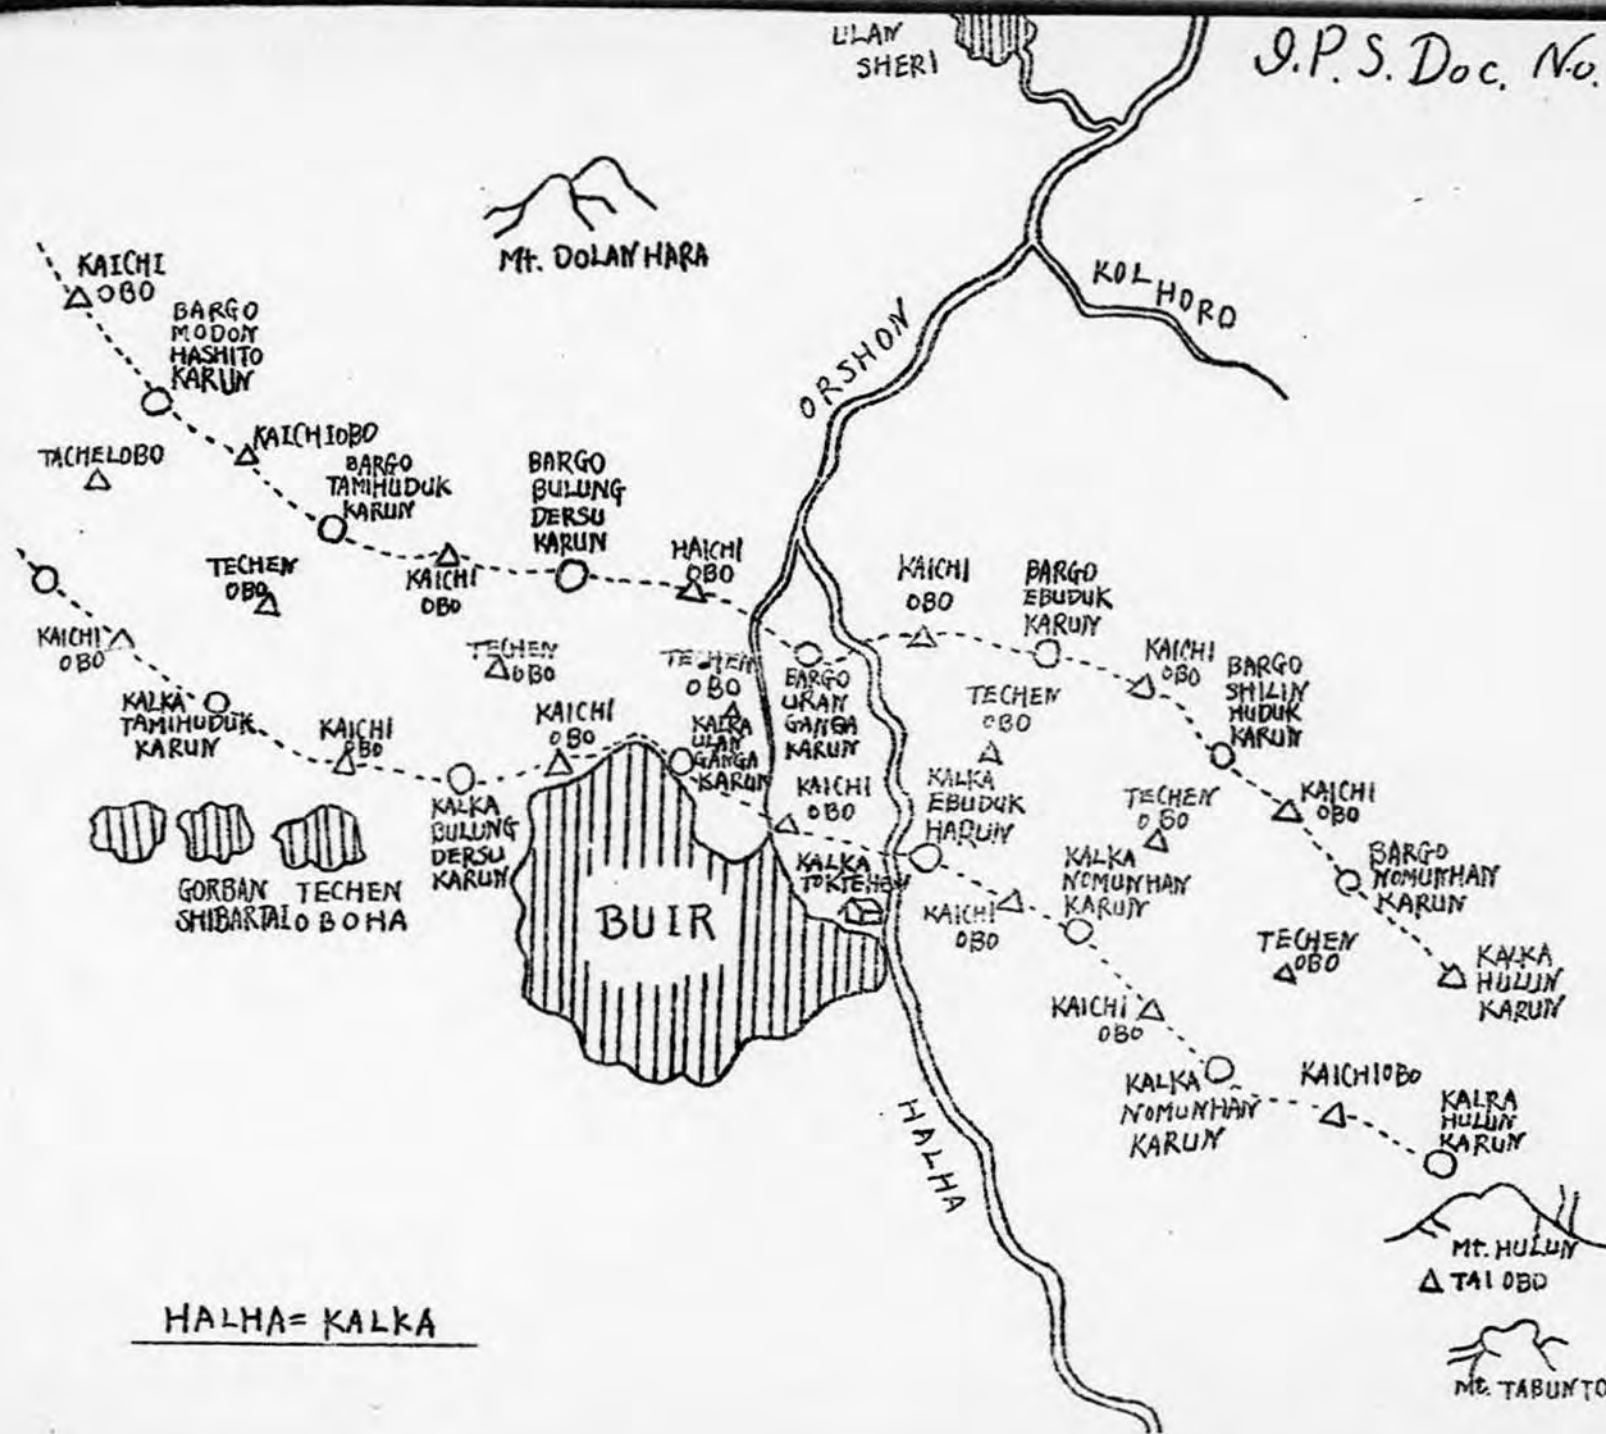 ULAN
SHERI
I.P.S. Doc. No.
Mt. DOLAN HARA
KAICHI
OBO
BARGO
MODON
HASHITO
KARUN
KOLHORO
ORSHON
KAICHIOBO
TACHELOBO
BARGO
TAMIHUDUK
KARUN
BARGO
BULUNG
DERSU
KARUN
HAICHI
OBO
TECHEN
OBO
KAICHI
OBO
KAICHI
OBO
BARGO
EBUDUK
KARUN
KAICHI
OBO
TECHEN
OBO
TECHEN
OBO
BARGO
URAN
GANGA
KARUN
TECHEN
OBO
KAICHI
OBO
BARGO
SHILIN
HUDUK
KARUN
KALKA
TAMIHUDUK
KARUN
KAICHI
OBO
KAICHI
OBO
KALKA
ULAN
GANGA
KARUN
KAICHI
OBO
KALKA
EBUDUK
HARUN
TECHEN
OBO
KAICHI
OBO
KALKA
BULUNG
DERSU
KARUN
GORBAN
SHIBARTAI
TECHEN
OBOHA
BUIR
KALKA
TOKTEHEN
KAICHI
OBO
KALKA
NOMUNHAN
KARUN
BARGO
NOMUNHAN
KARUN
TECHEN
OBO
KALKA
HULUN
KARUN
KAICHI
OBO
KALKA
NOMUNHAN
KARUN
KAICHIOBO
KALRA
HULUN
KARUN
HALHA
Mt. HULUN
TAI OBO
Mt. TABUNTO
HALHA = KALKA